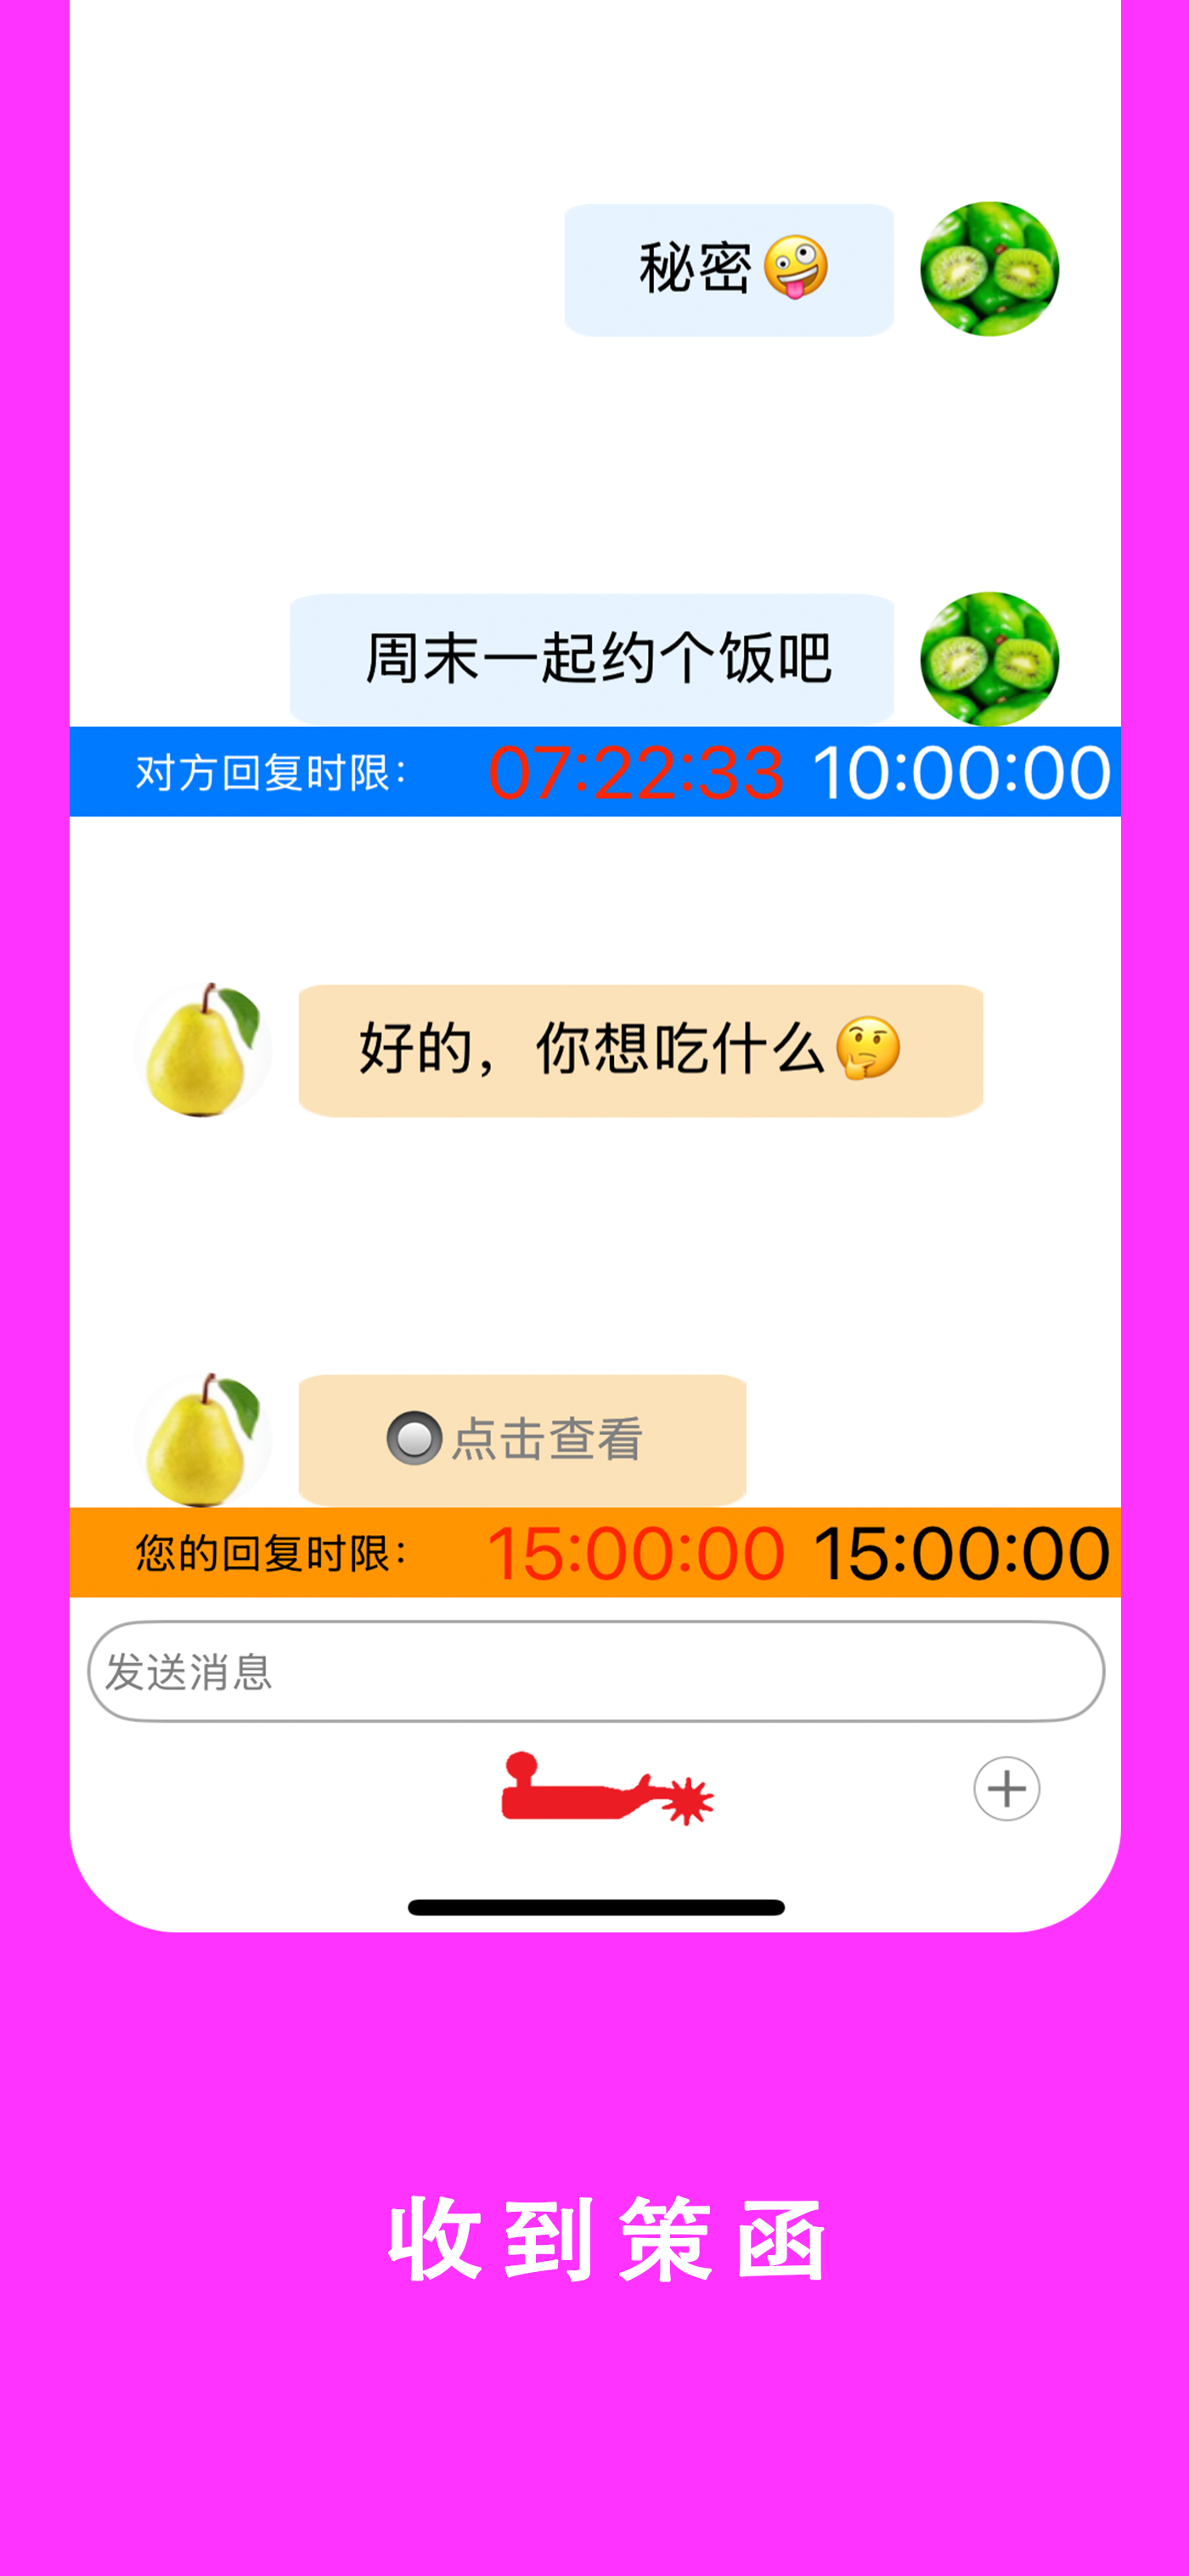 秘密🤪
周末一起约个饭吧
对方回复时限： 07:22:33 10:00:00
好的，你想吃什么🤔
🔘点击查看
您的回复时限： 15:00:00 15:00:00
发送消息
收到策函